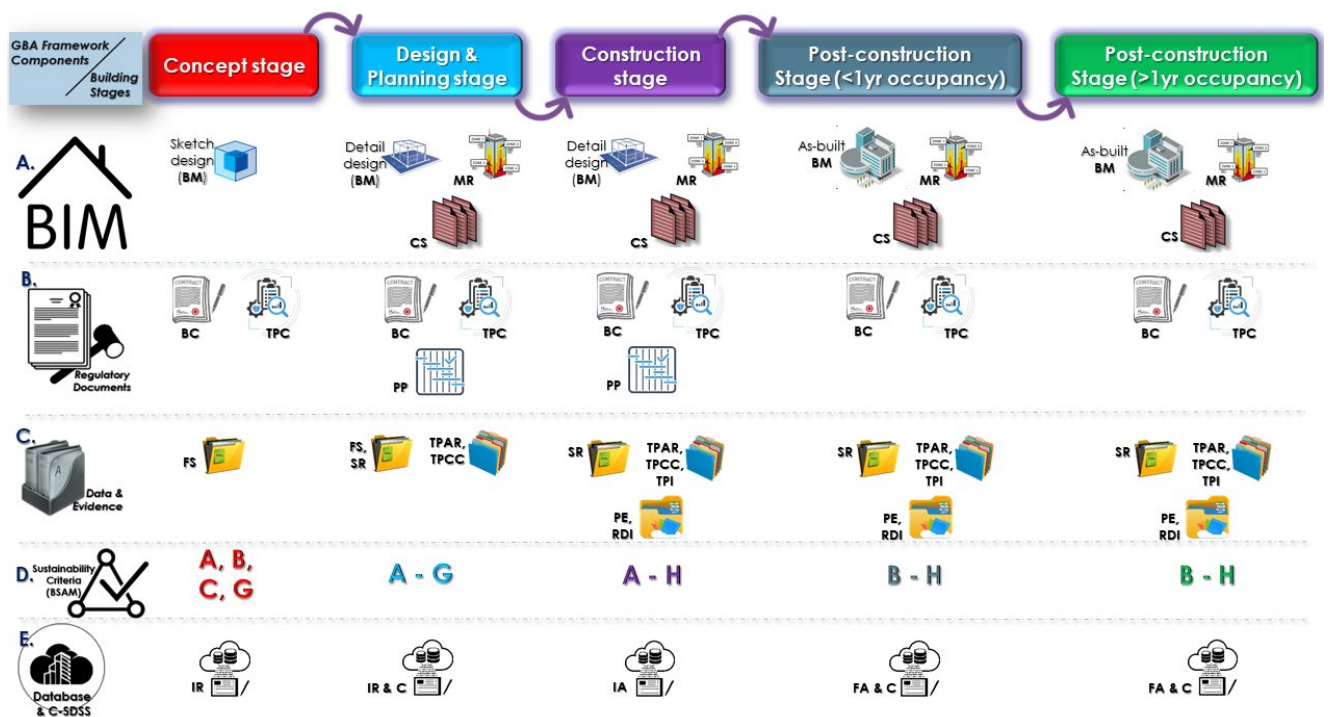 GBA Framework
Components
Building
Stages
Concept stage
Design &
Planning stage
Construction
stage
Post-construction
Stage (<1yr occupancy)
Post-construction
Stage (>1yr occupancy)
A.
BIM
Sketch
design
(BM)
Detail
design
(BM)
MR
CS
Detail
design
(BM)
MR
CS
As-built
BM
MR
CS
As-built
BM
MR
CS
B.
Regulatory
Documents
CONTRACT
BC
TPC
CONTRACT
BC
TPC
PP
CONTRACT
BC
TPC
PP
CONTRACT
BC
TPC
CONTRACT
BC
TPC
C.
A
Data &
Evidence
FS
FS,
SR
TPAR,
TPCC
SR
TPAR,
TPCC,
TPI
PE,
RDI
SR
TPAR,
TPCC,
TPI
PE,
RDI
SR
TPAR,
TPCC,
TPI
PE,
RDI
D.
Sustainability
Criteria
(BSAM)
A, B,
C, G
A - G
A - H
B - H
B - H
E.
Database
& C-SDSS
IR
IR & C
IA
FA & C
FA & C